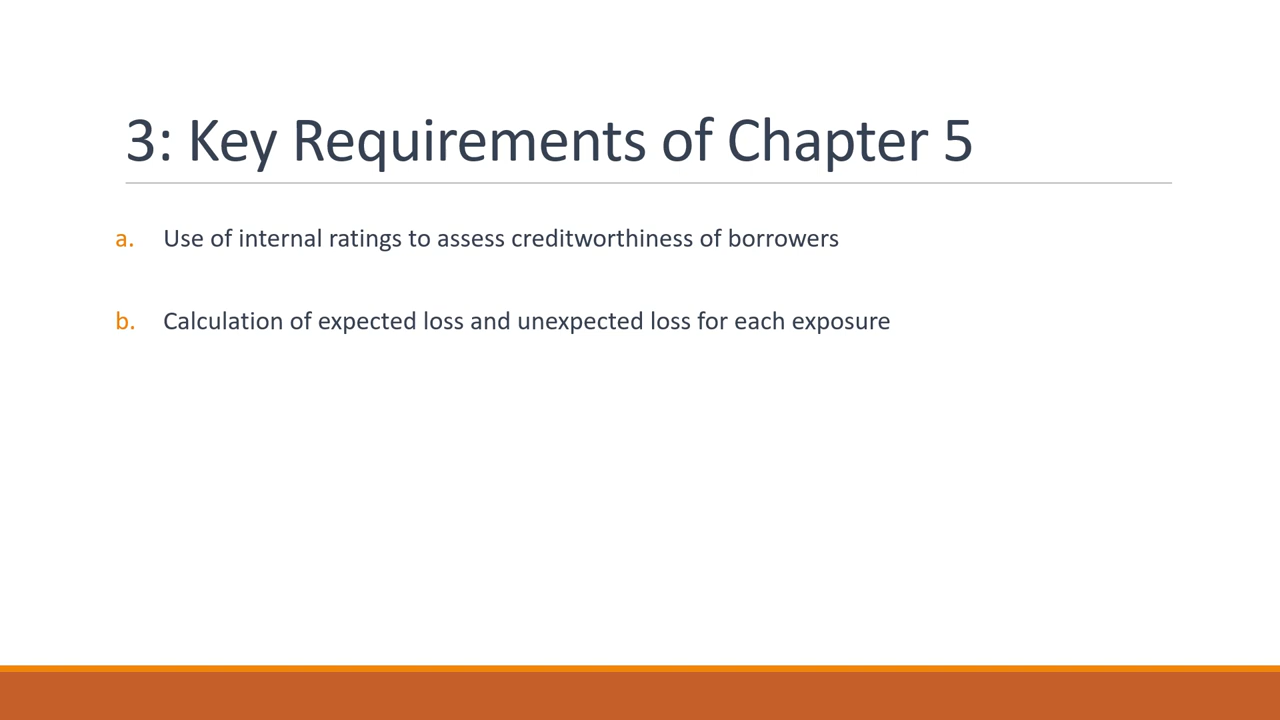 3: Key Requirements of Chapter 5
a. Use of internal ratings to assess creditworthiness of borrowers
b. Calculation of expected loss and unexpected loss for each exposure